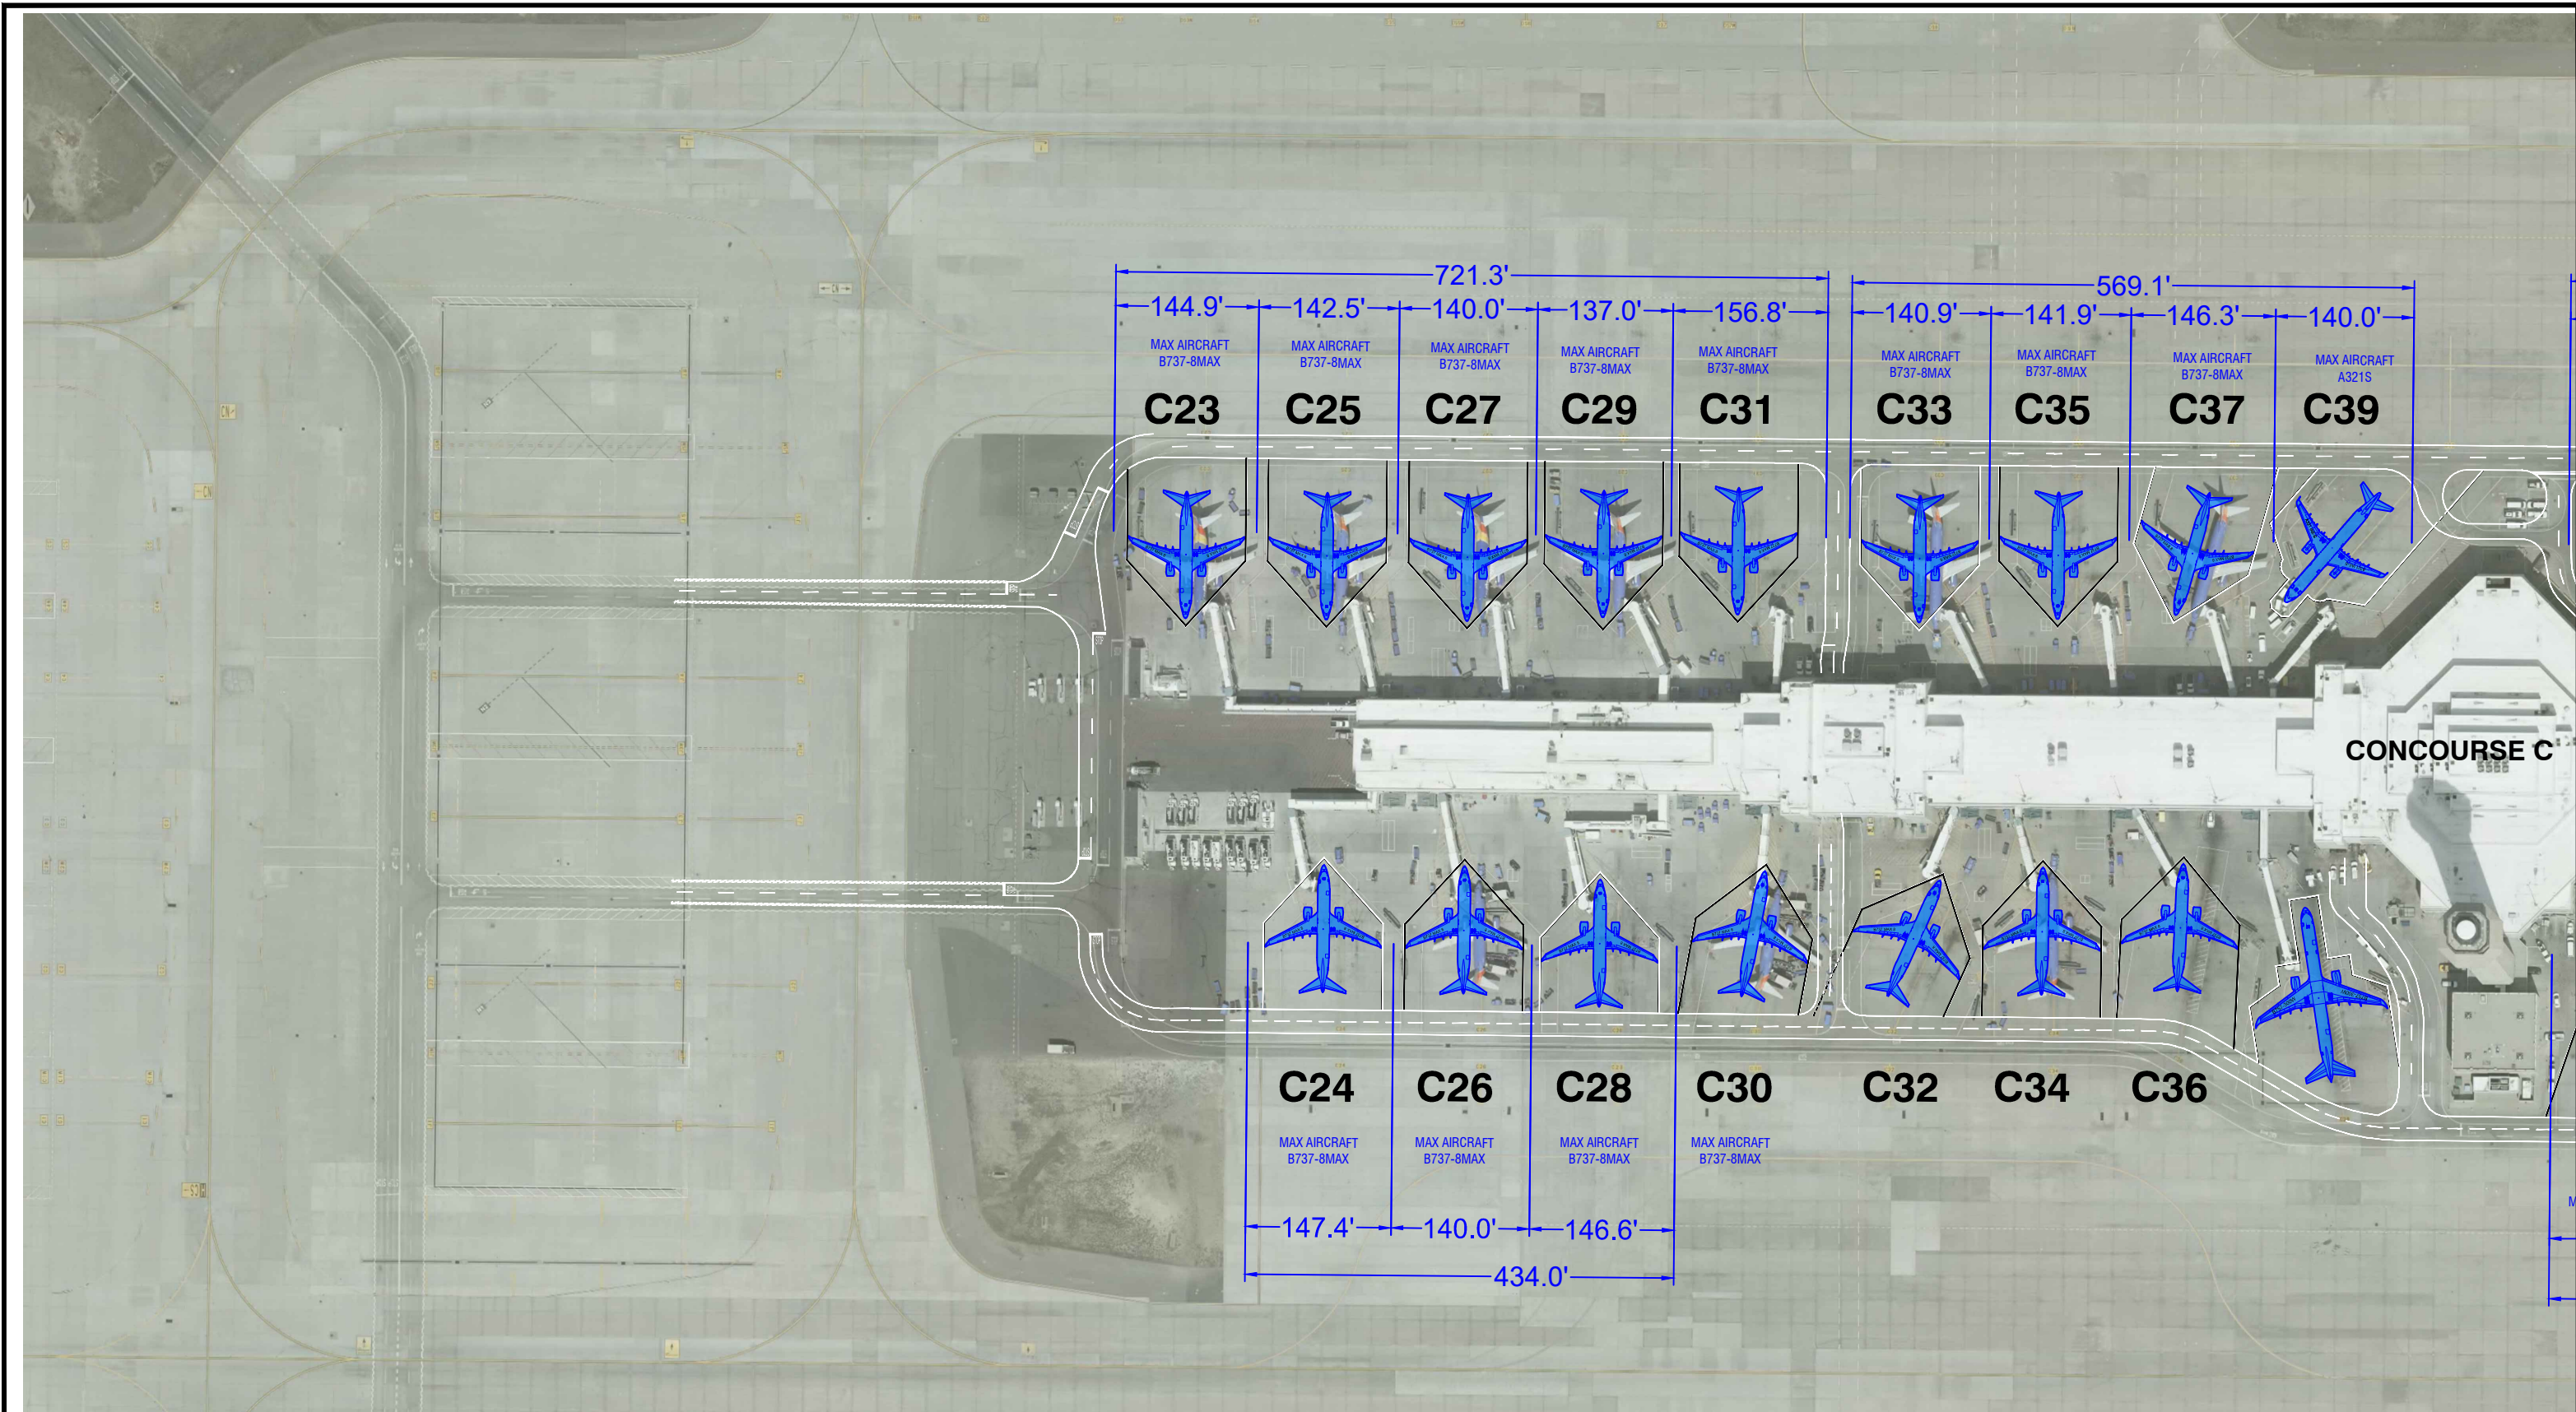 721.3'
569.1'
144.9' 142.5' 140.0' 137.0' 156.8' 140.9' 141.9' 146.3' 140.0'
MAX AIRCRAFT
B737-8MAX
MAX AIRCRAFT
B737-8MAX
MAX AIRCRAFT
B737-8MAX
MAX AIRCRAFT
B737-8MAX
MAX AIRCRAFT
B737-8MAX
MAX AIRCRAFT
B737-8MAX
MAX AIRCRAFT
B737-8MAX
MAX AIRCRAFT
B737-8MAX
MAX AIRCRAFT
A321S
C23 C25 C27 C29 C31 C33 C35 C37 C39
CONCOURSE C
C24 C26 C28 C30 C32 C34 C36
MAX AIRCRAFT
B737-8MAX
MAX AIRCRAFT
B737-8MAX
MAX AIRCRAFT
B737-8MAX
MAX AIRCRAFT
B737-8MAX
147.4' 140.0' 146.6'
434.0'